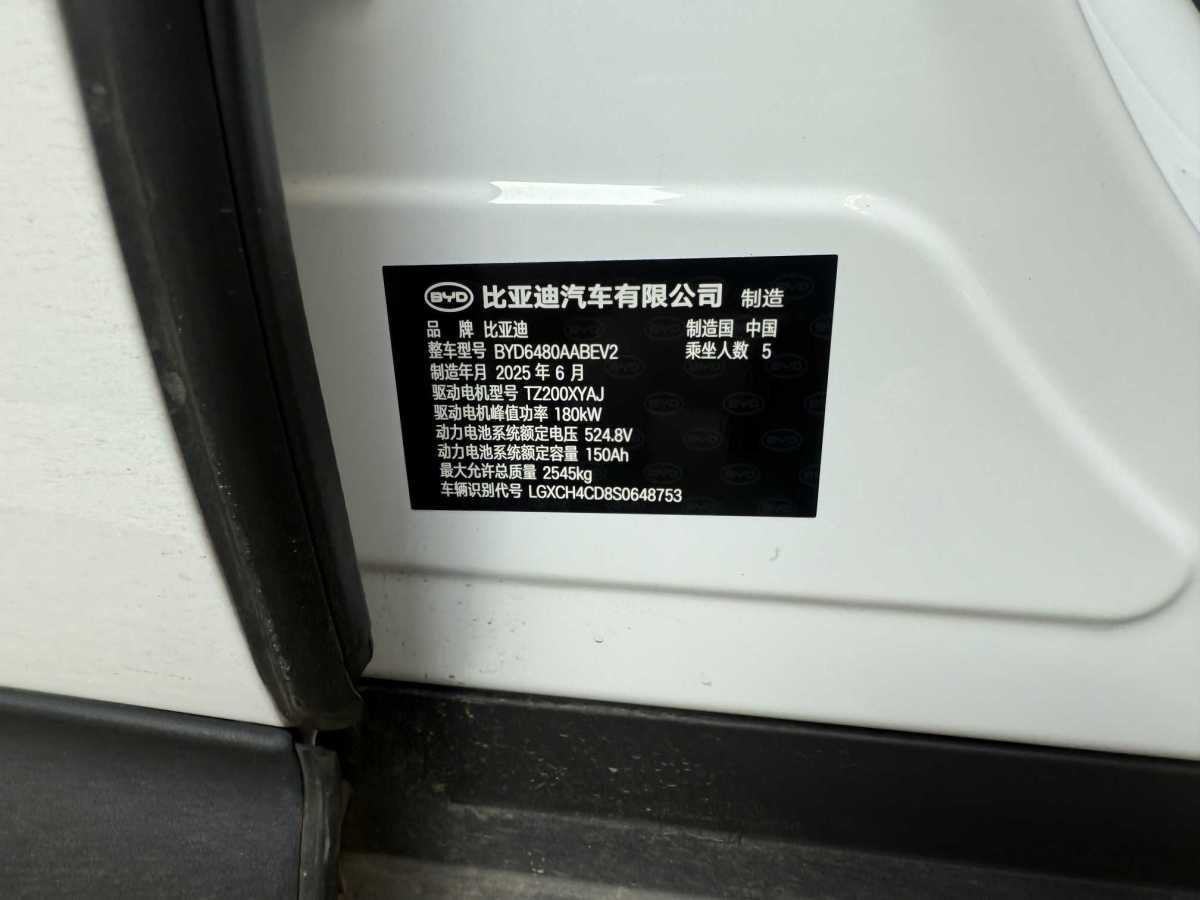 BYD 比亚迪汽车有限公司 制造
品 牌 比亚迪 制造国 中国
整车型号 BYD6480AABEV2 乘坐人数 5
制造年月 2025 年 6 月
驱动电机型号 TZ200XYAJ
驱动电机峰值功率 180kW
动力电池系统额定电压 524.8V
动力电池系统额定容量 150Ah
最大允许总质量 2545kg
车辆识别代号 LGXCH4CD8S0648753